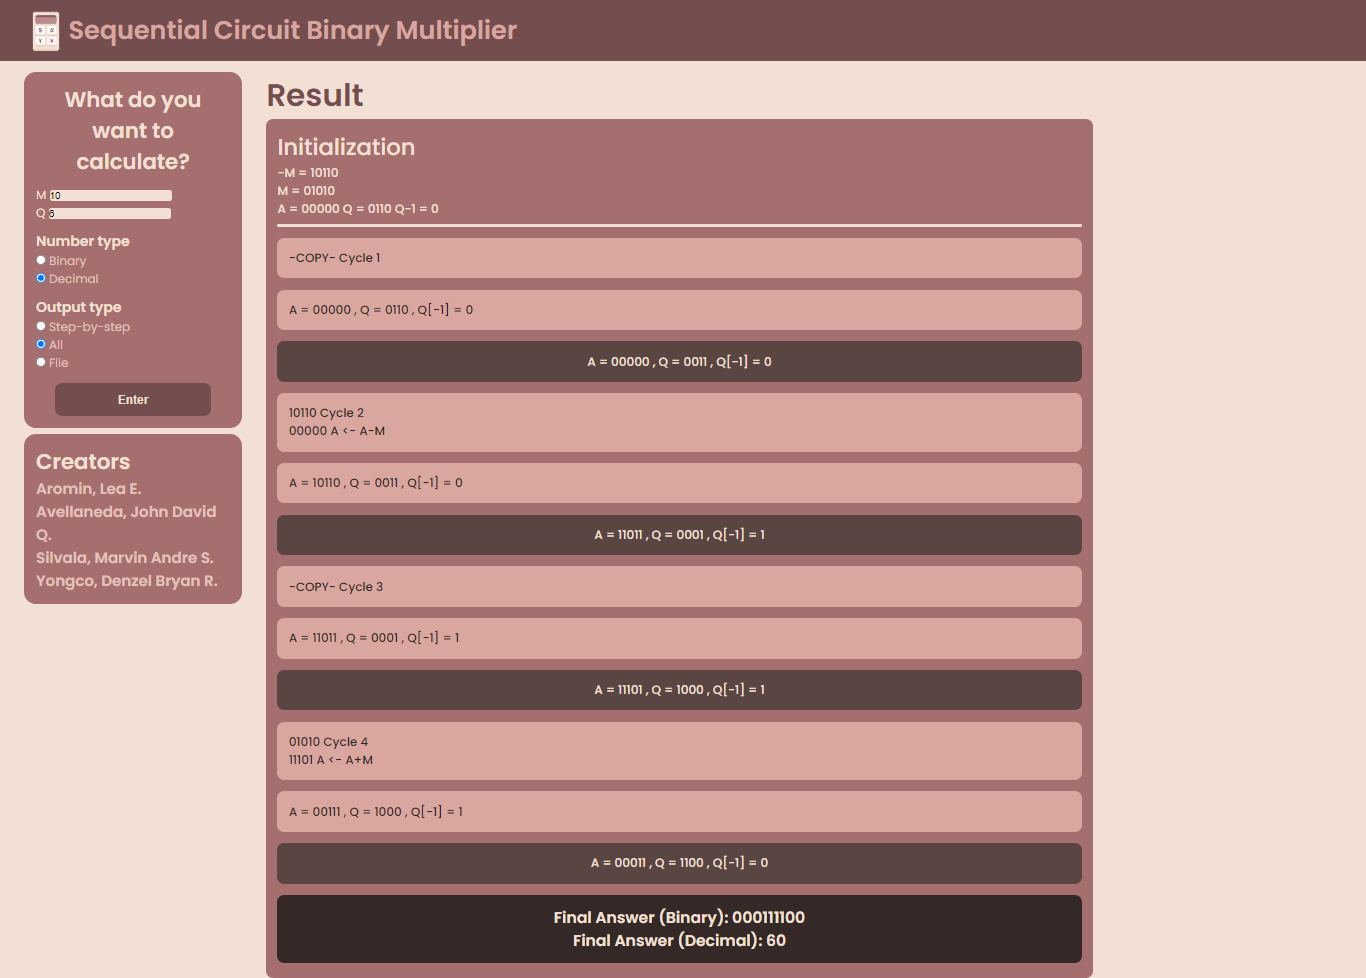 Sequential Circuit Binary Multiplier
What do you
want to
calculate?
M 10
Q 6
Number type
Binary
Decimal
Output type
Step-by-step
All
File
Enter
Creators
Aromin, Lea E.
Avellaneda, John David
Q.
Silvala, Marvin Andre S.
Yongco, Denzel Bryan R.
Result
Initialization
-M = 10110
M = 01010
A = 00000 Q = 0110 Q-1 = 0
-COPY- Cycle 1
A = 00000 , Q = 0110 , Q[-1] = 0
A = 00000 , Q = 0011 , Q[-1] = 0
10110 Cycle 2
00000 A <- A-M
A = 10110 , Q = 0011 , Q[-1] = 0
A = 11011 , Q = 0001 , Q[-1] = 1
-COPY- Cycle 3
A = 11011 , Q = 0001 , Q[-1] = 1
A = 11101 , Q = 1000 , Q[-1] = 1
01010 Cycle 4
11101 A <- A+M
A = 00111 , Q = 1000 , Q[-1] = 1
A = 00011 , Q = 1100 , Q[-1] = 0
Final Answer (Binary): 000111100
Final Answer (Decimal): 60